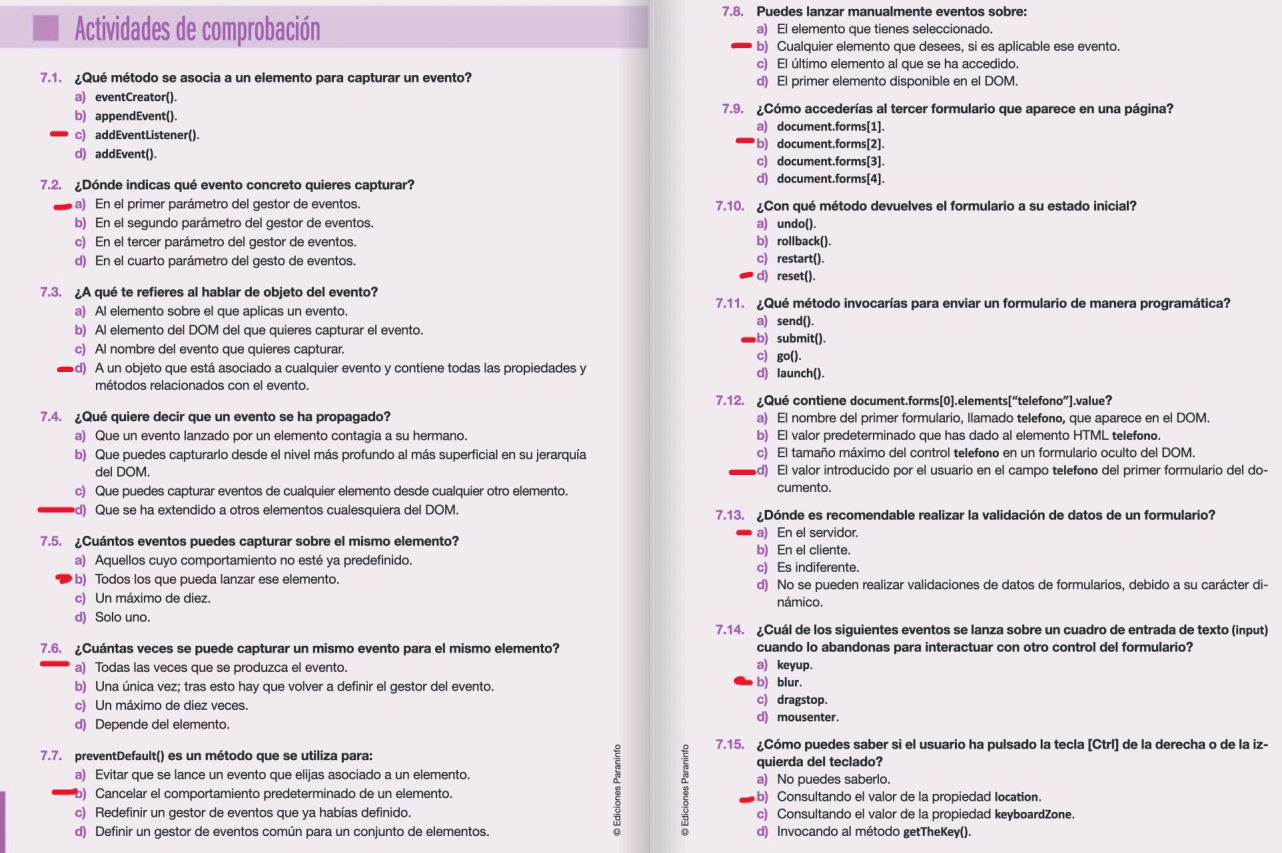 Actividades de comprobación
7.1. ¿Qué método se asocia a un elemento para capturar un evento?
a) eventCreator().
b) appendEvent().
c) addEventListener().
d) addEvent().
7.2. ¿Dónde indicas qué evento concreto quieres capturar?
a) En el primer parámetro del gestor de eventos.
b) En el segundo parámetro del gestor de eventos.
c) En el tercer parámetro del gestor de eventos.
d) En el cuarto parámetro del gesto de eventos.
7.3. ¿A qué te refieres al hablar de objeto del evento?
a) Al elemento sobre el que aplicas un evento.
b) Al elemento del DOM del que quieres capturar el evento.
c) Al nombre del evento que quieres capturar.
d) A un objeto que está asociado a cualquier evento y contiene todas las propiedades y
métodos relacionados con el evento.
7.4. ¿Qué quiere decir que un evento se ha propagado?
a) Que un evento lanzado por un elemento contagia a su hermano.
b) Que puedes capturarlo desde el nivel más profundo al más superficial en su jerarquía
del DOM.
c) Que puedes capturar eventos de cualquier elemento desde cualquier otro elemento.
d) Que se ha extendido a otros elementos cualesquiera del DOM.
7.5. ¿Cuántos eventos puedes capturar sobre el mismo elemento?
a) Aquellos cuyo comportamiento no esté ya predefinido.
b) Todos los que pueda lanzar ese elemento.
c) Un máximo de diez.
d) Solo uno.
7.6. ¿Cuántas veces se puede capturar un mismo evento para el mismo elemento?
a) Todas las veces que se produzca el evento.
b) Una única vez; tras esto hay que volver a definir el gestor del evento.
c) Un máximo de diez veces.
d) Depende del elemento.
7.7. preventDefault() es un método que se utiliza para:
a) Evitar que se lance un evento que elijas asociado a un elemento.
b) Cancelar el comportamiento predeterminado de un elemento.
c) Redefinir un gestor de eventos que ya habías definido.
d) Definir un gestor de eventos común para un conjunto de elementos.
© Ediciones Paraninfo
7.8. Puedes lanzar manualmente eventos sobre:
a) El elemento que tienes seleccionado.
b) Cualquier elemento que desees, si es aplicable ese evento.
c) El último elemento al que se ha accedido.
d) El primer elemento disponible en el DOM.
7.9. ¿Cómo accederías al tercer formulario que aparece en una página?
a) document.forms[1].
b) document.forms[2].
c) document.forms[3].
d) document.forms[4].
7.10. ¿Con qué método devuelves el formulario a su estado inicial?
a) undo().
b) rollback().
c) restart().
d) reset().
7.11. ¿Qué método invocarías para enviar un formulario de manera programática?
a) send().
b) submit().
c) go().
d) launch().
7.12. ¿Qué contiene document.forms[0].elements[“telefono”].value?
a) El nombre del primer formulario, llamado telefono, que aparece en el DOM.
b) El valor predeterminado que has dado al elemento HTML telefono.
c) El tamaño máximo del control telefono en un formulario oculto del DOM.
d) El valor introducido por el usuario en el campo telefono del primer formulario del do-
cumento.
7.13. ¿Dónde es recomendable realizar la validación de datos de un formulario?
a) En el servidor.
b) En el cliente.
c) Es indiferente.
d) No se pueden realizar validaciones de datos de formularios, debido a su carácter di-
námico.
7.14. ¿Cuál de los siguientes eventos se lanza sobre un cuadro de entrada de texto (input)
cuando lo abandonas para interactuar con otro control del formulario?
a) keyup.
b) blur.
c) dragstop.
d) mousenter.
7.15. ¿Cómo puedes saber si el usuario ha pulsado la tecla [Ctrl] de la derecha o de la iz-
quierda del teclado?
a) No puedes saberlo.
b) Consultando el valor de la propiedad location.
c) Consultando el valor de la propiedad keyboardZone.
d) Invocando al método getTheKey().
© Ediciones Paraninfo